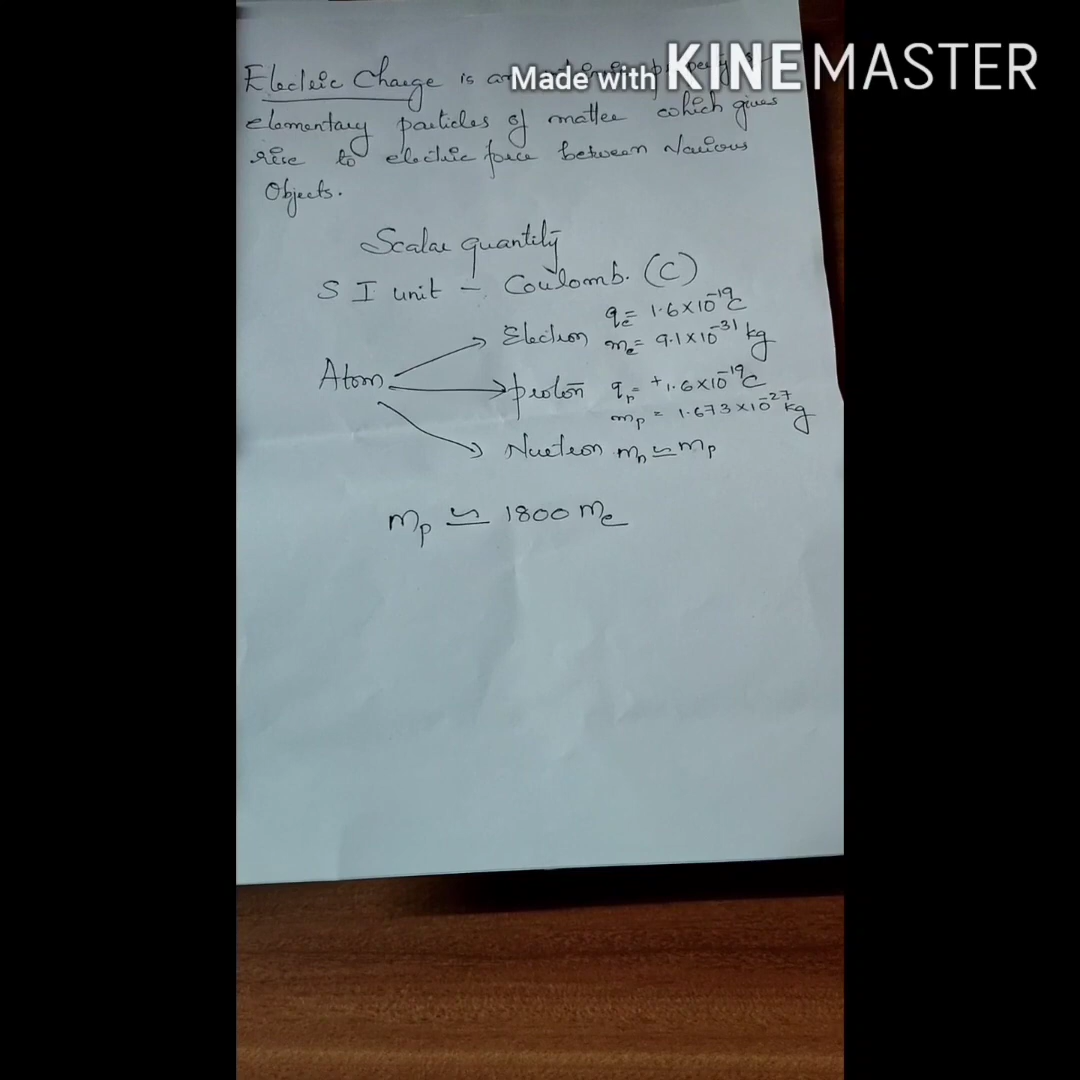 Electric Charge is an
Made with KINEMASTER
elementary particles of matter which gives
rise to electric force between various
Objects.
Scalar quantity
S I unit - Coulomb. (C)
qe = 1.6×10⁻¹⁹C
Electron me = 9.1×10⁻³¹ kg
Atom
proton qp = +1.6×10⁻¹⁹C
mp = 1.673×10⁻²⁷ kg
mn ≃ mp
mp ≃ 1800 me